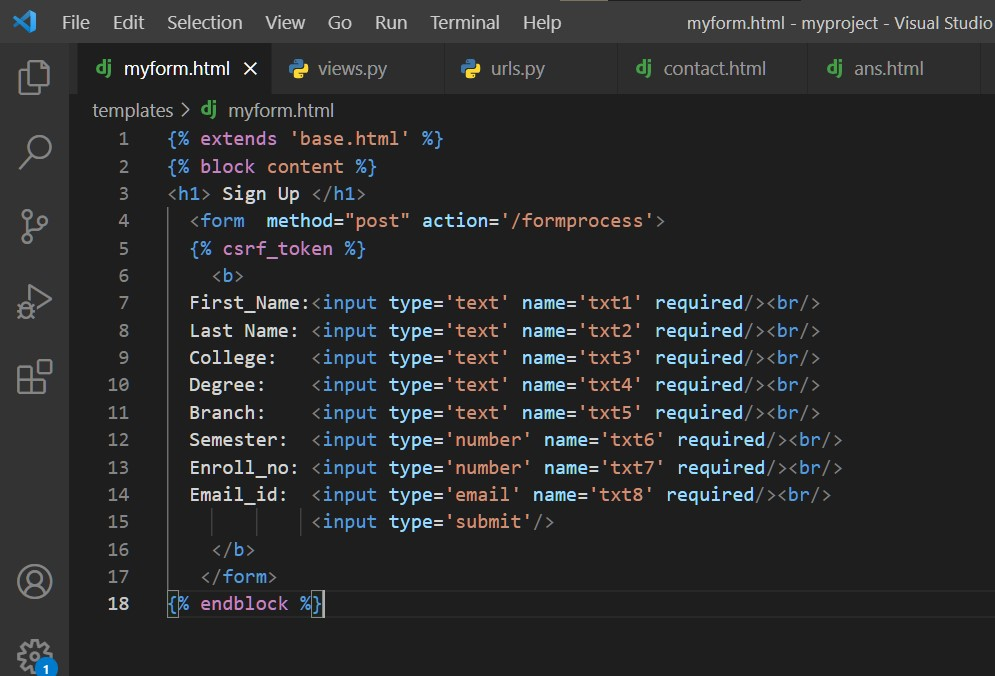 File Edit Selection View Go Run Terminal Help myform.html - myproject - Visual Studio
myform.html views.py urls.py contact.html ans.html
templates > myform.html
1 {% extends 'base.html' %}
2 {% block content %}
3 <h1> Sign Up </h1>
4 <form  method="post" action='/formprocess'>
5 {% csrf_token %}
6 <b>
7 First_Name:<input type='text' name='txt1' required/><br/>
8 Last Name: <input type='text' name='txt2' required/><br/>
9 College:   <input type='text' name='txt3' required/><br/>
10 Degree:    <input type='text' name='txt4' required/><br/>
11 Branch:    <input type='text' name='txt5' required/><br/>
12 Semester:  <input type='number' name='txt6' required/><br/>
13 Enroll_no: <input type='number' name='txt7' required/><br/>
14 Email_id:  <input type='email' name='txt8' required/><br/>
15 <input type='submit'/>
16 </b>
17 </form>
18 {% endblock %}
1